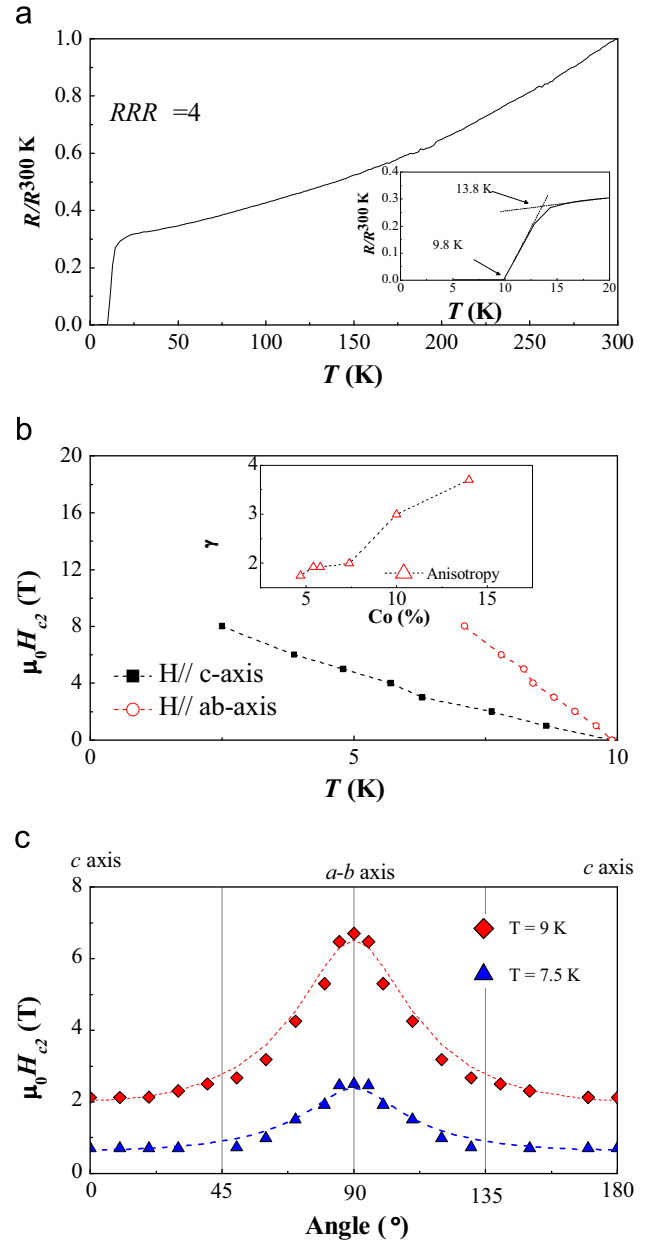 a
1.0
0.8
0.6
0.4
0.2
0.0
R/R300 K
RRR =4
0 50 100 150 200 250 300
T (K)
0.4
0.3
0.2
0.1
0.0
R/R300 K
13.8 K
9.8 K
0 5 10 15 20
T (K)
b
20
16
12
8
4
0
μ0Hc2 (T)
4
3
2
γ
Anisotropy
5 10 15
Co (%)
H// c-axis
H// ab-axis
0 5 10
T (K)
c
c axis a-b axis c axis
8
6
4
2
0
μ0Hc2 (T)
T = 9 K
T = 7.5 K
0 45 90 135 180
Angle (°)